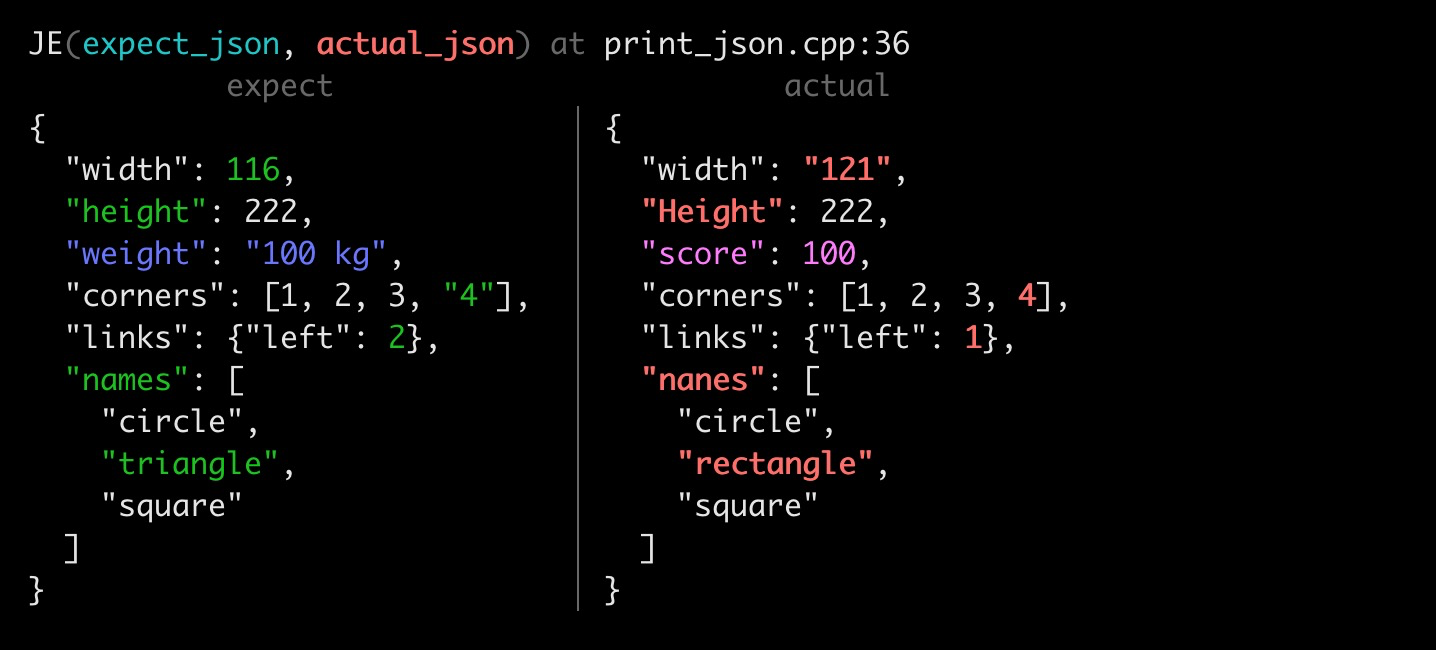 JE(expect_json, actual_json) at print_json.cpp:36
expect actual
{ {
"width": 116, "width": "121",
"height": 222, "Height": 222,
"weight": "100 kg", "score": 100,
"corners": [1, 2, 3, "4"], "corners": [1, 2, 3, 4],
"links": {"left": 2}, "links": {"left": 1},
"names": [ "nanes": [
"circle", "circle",
"triangle", "rectangle",
"square" "square"
] ]
} }